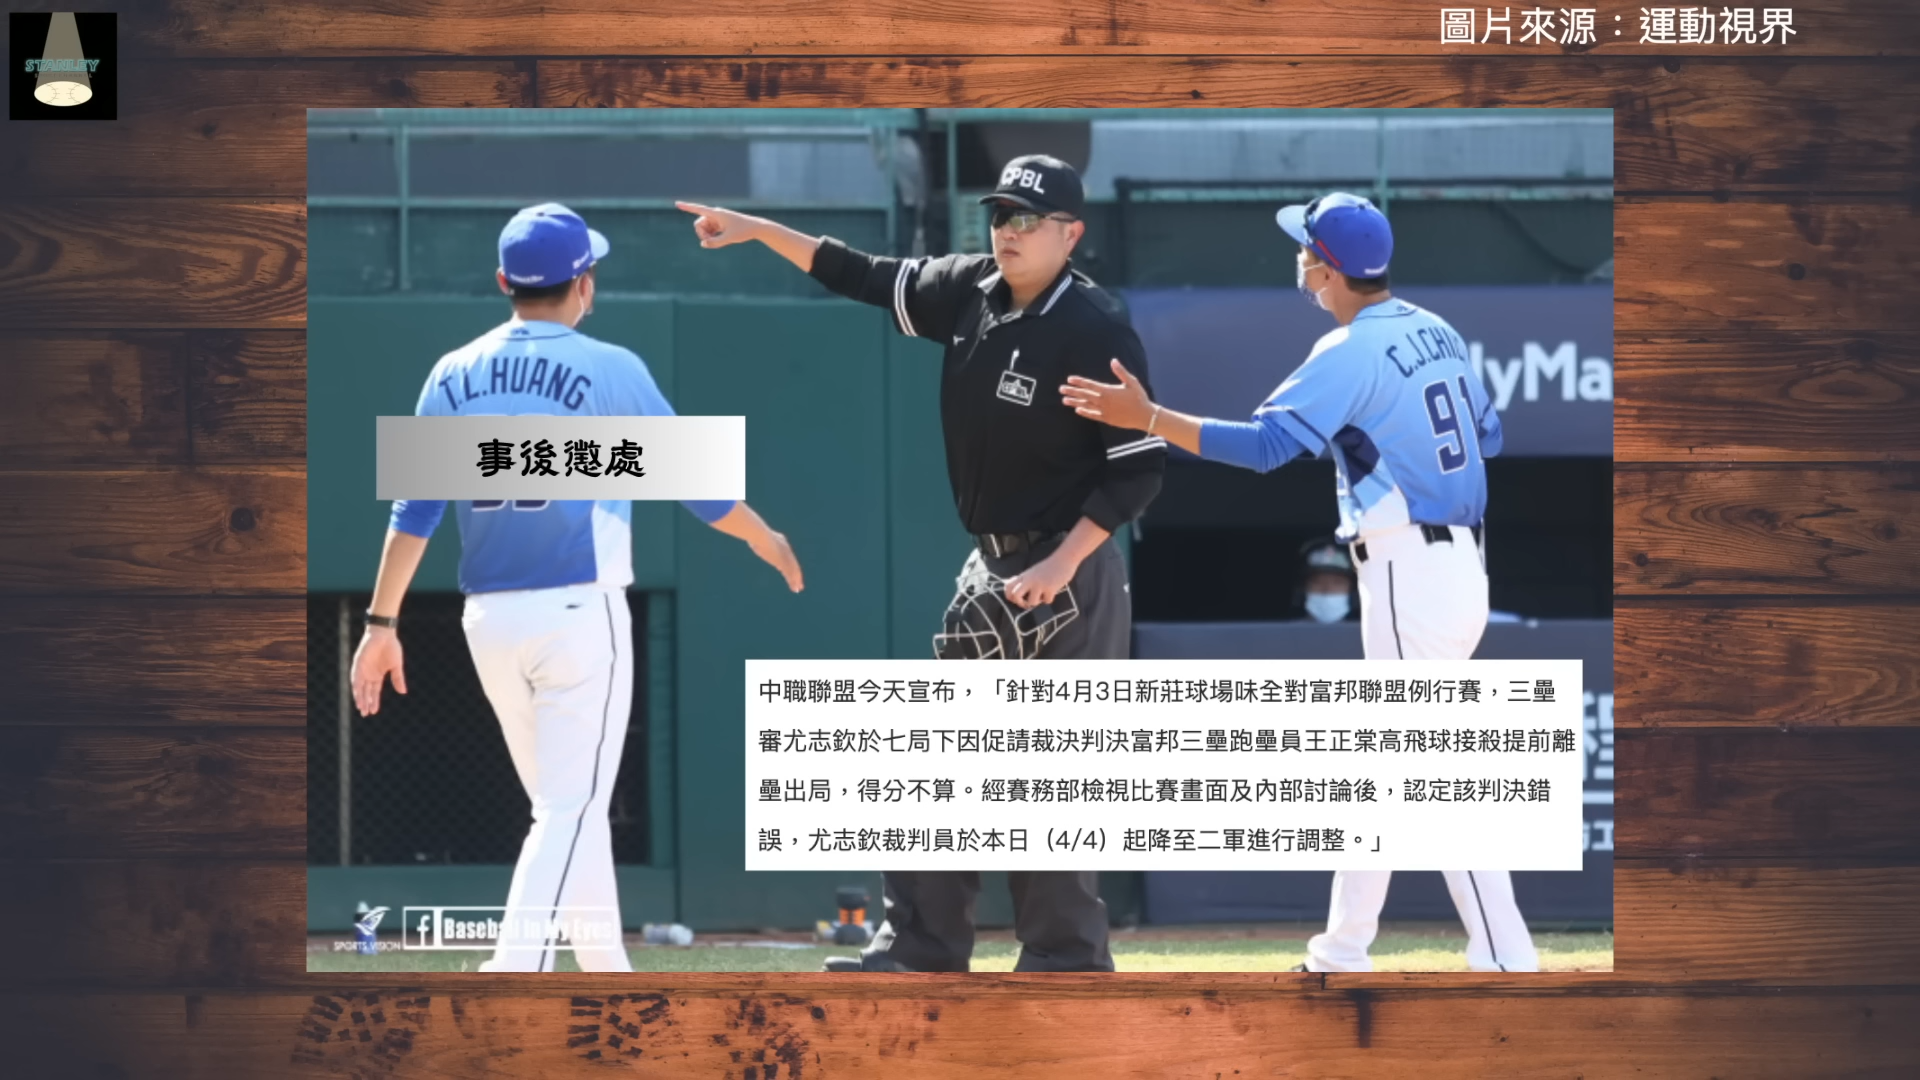 STANLEY
圖片來源：運動視界
CPBL
T.L.HUANG
C.J.CHI
91
lyMa
事後懲處
中職聯盟今天宣布，「針對4月3日新莊球場味全對富邦聯盟例行賽，三壘
審尤志欽於七局下因促請裁決判決富邦三壘跑壘員王正棠高飛球接殺提前離
壘出局，得分不算。經賽務部檢視比賽畫面及內部討論後，認定該判決錯
誤，尤志欽裁判員於本日（4/4）起降至二軍進行調整。」
SPORTS VISION
f Baseball In My Eyes